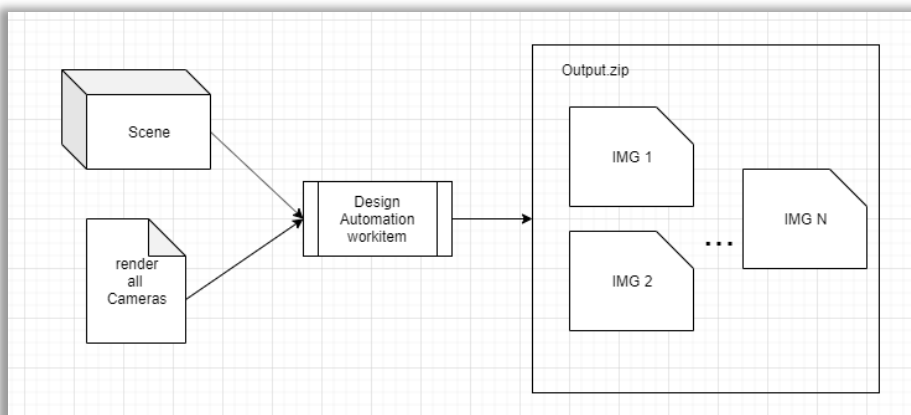 Scene
render
all
Cameras
Design
Automation
workitem
Output.zip
IMG 1
IMG 2
...
IMG N